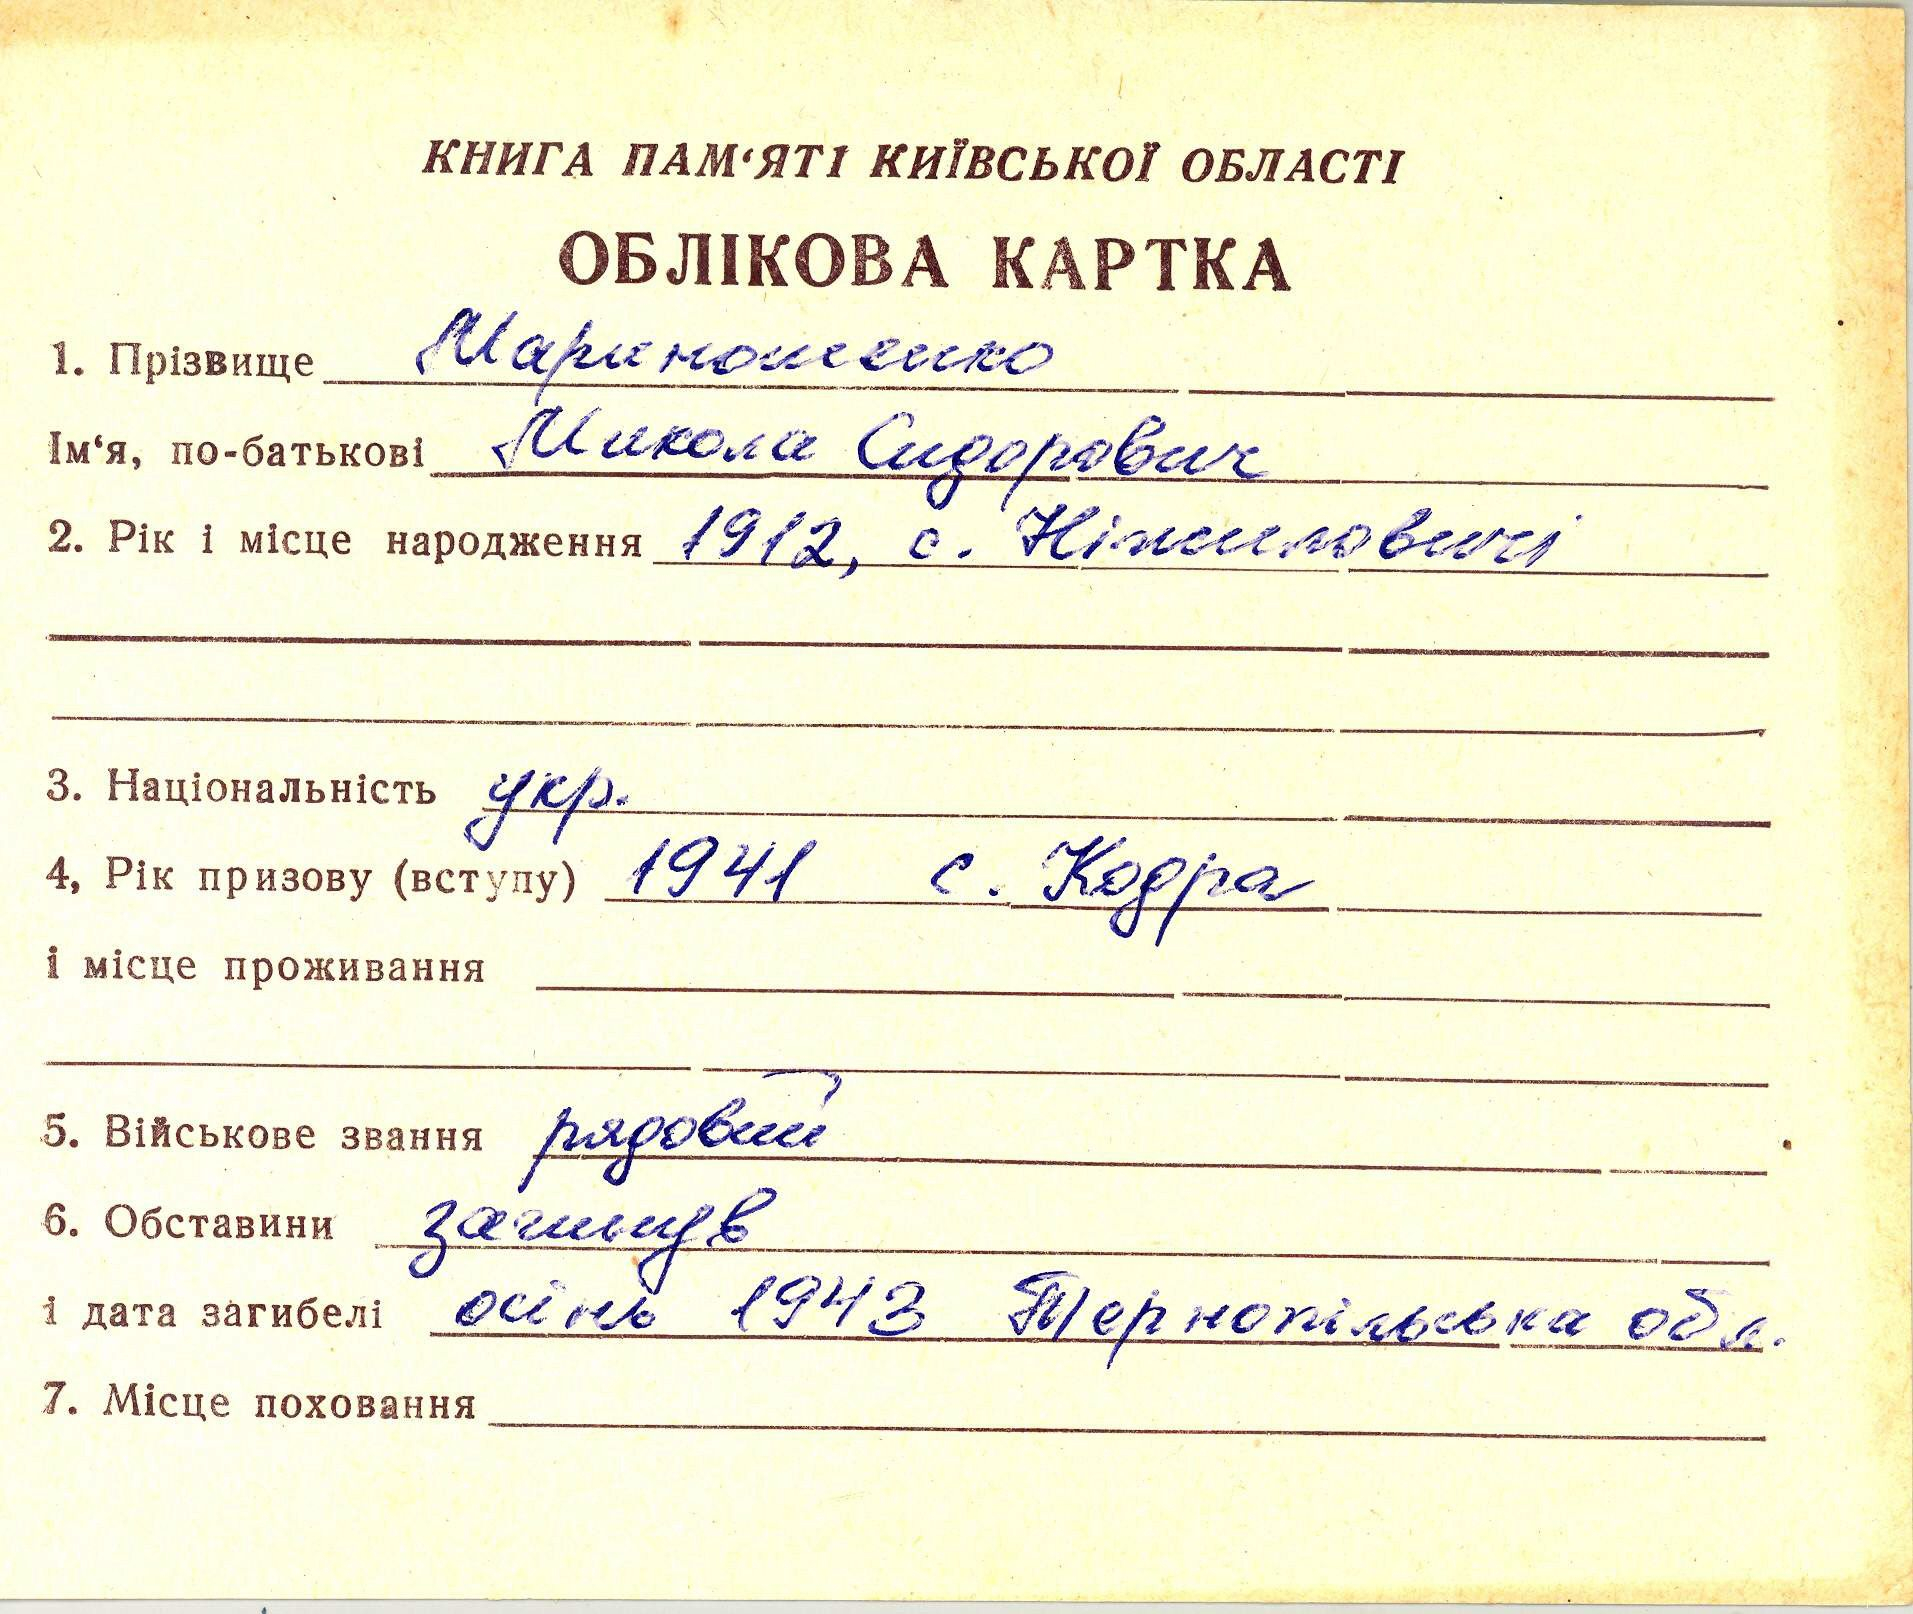 КНИГА ПАМ‘ЯТІ КИЇВСЬКОЇ ОБЛАСТІ
ОБЛІКОВА КАРТКА
1. Прізвище Мариношенко
Ім‘я, по-батькові Микола Сидорович
2. Рік і місце народження 1912, с. Ніжиловичі
3. Національність укр.
4, Рік призову (вступу) 1941 с. Кодра
і місце проживання
5. Військове звання рядовий
6. Обставини загинув
і дата загибелі осінь 1943 Тернопільська обл.
7. Місце поховання